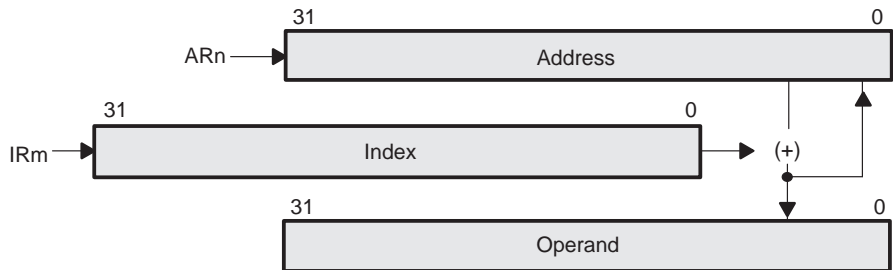 31 0
ARn Address
31 0
IRm Index (+)
31 0
Operand